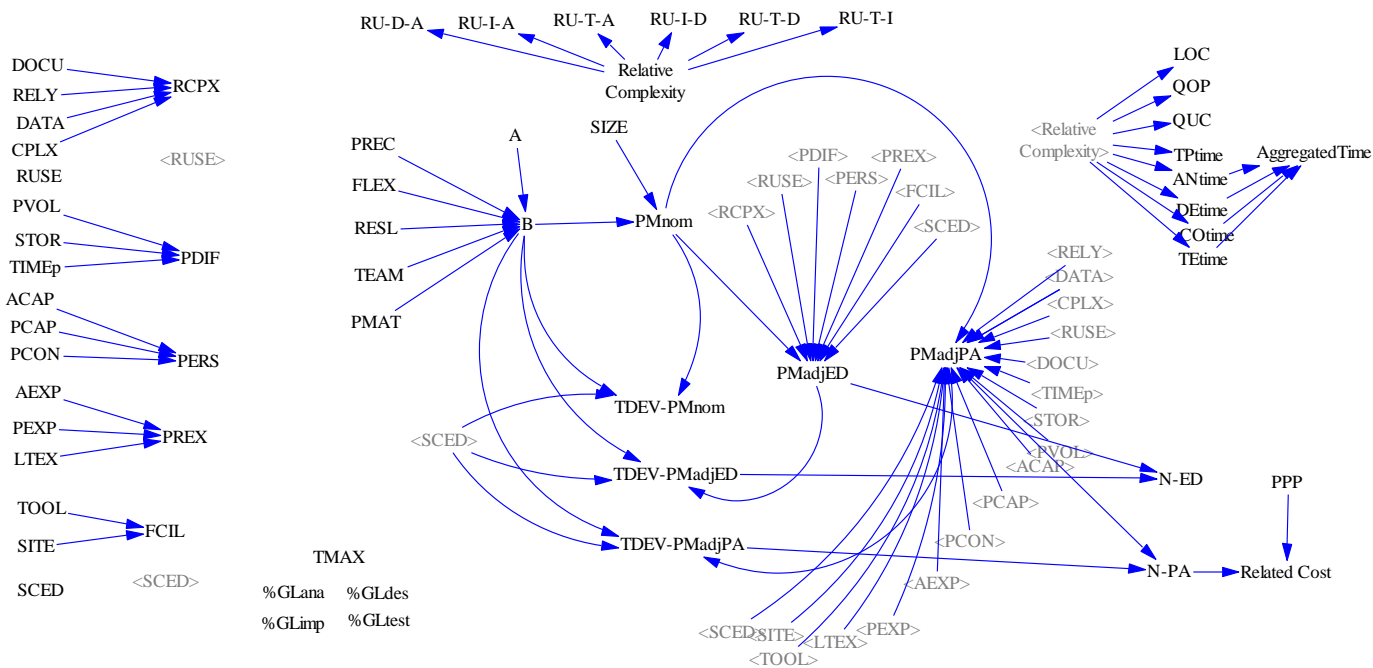 RU-D-A
RU-I-A
RU-T-A
RU-I-D
RU-T-D
RU-T-I
Relative
Complexity
DOCU
RELY
DATA
CPLX
RCPX
RUSE
<RUSE>
PVOL
STOR
TIMEp
PDIF
ACAP
PCAP
PCON
PERS
AEXP
PEXP
LTEX
PREX
TOOL
SITE
FCIL
SCED
<SCED>
TMAX
%GLana
%GLdes
%GLimp
%GLtest
PREC
FLEX
RESL
TEAM
PMAT
A
B
SIZE
PMnom
<RCPX>
<RUSE>
<PDIF>
<PERS>
<PREX>
<FCIL>
<SCED>
PMadjED
PMadjPA
<SCED>
TDEV-PMnom
TDEV-PMadjED
TDEV-PMadjPA
<RELY>
<DATA>
<CPLX>
<RUSE>
<DOCU>
<TIMEp>
<STOR>
<PVOL>
<ACAP>
<PCAP>
<PCON>
<AEXP>
<PEXP>
<LTEX>
<SITE>
<SCED>
<TOOL>
N-ED
N-PA
PPP
Related Cost
<Relative
Complexity>
LOC
QOP
QUC
TPtime
ANtime
DEtime
COtime
TEtime
AggregatedTime